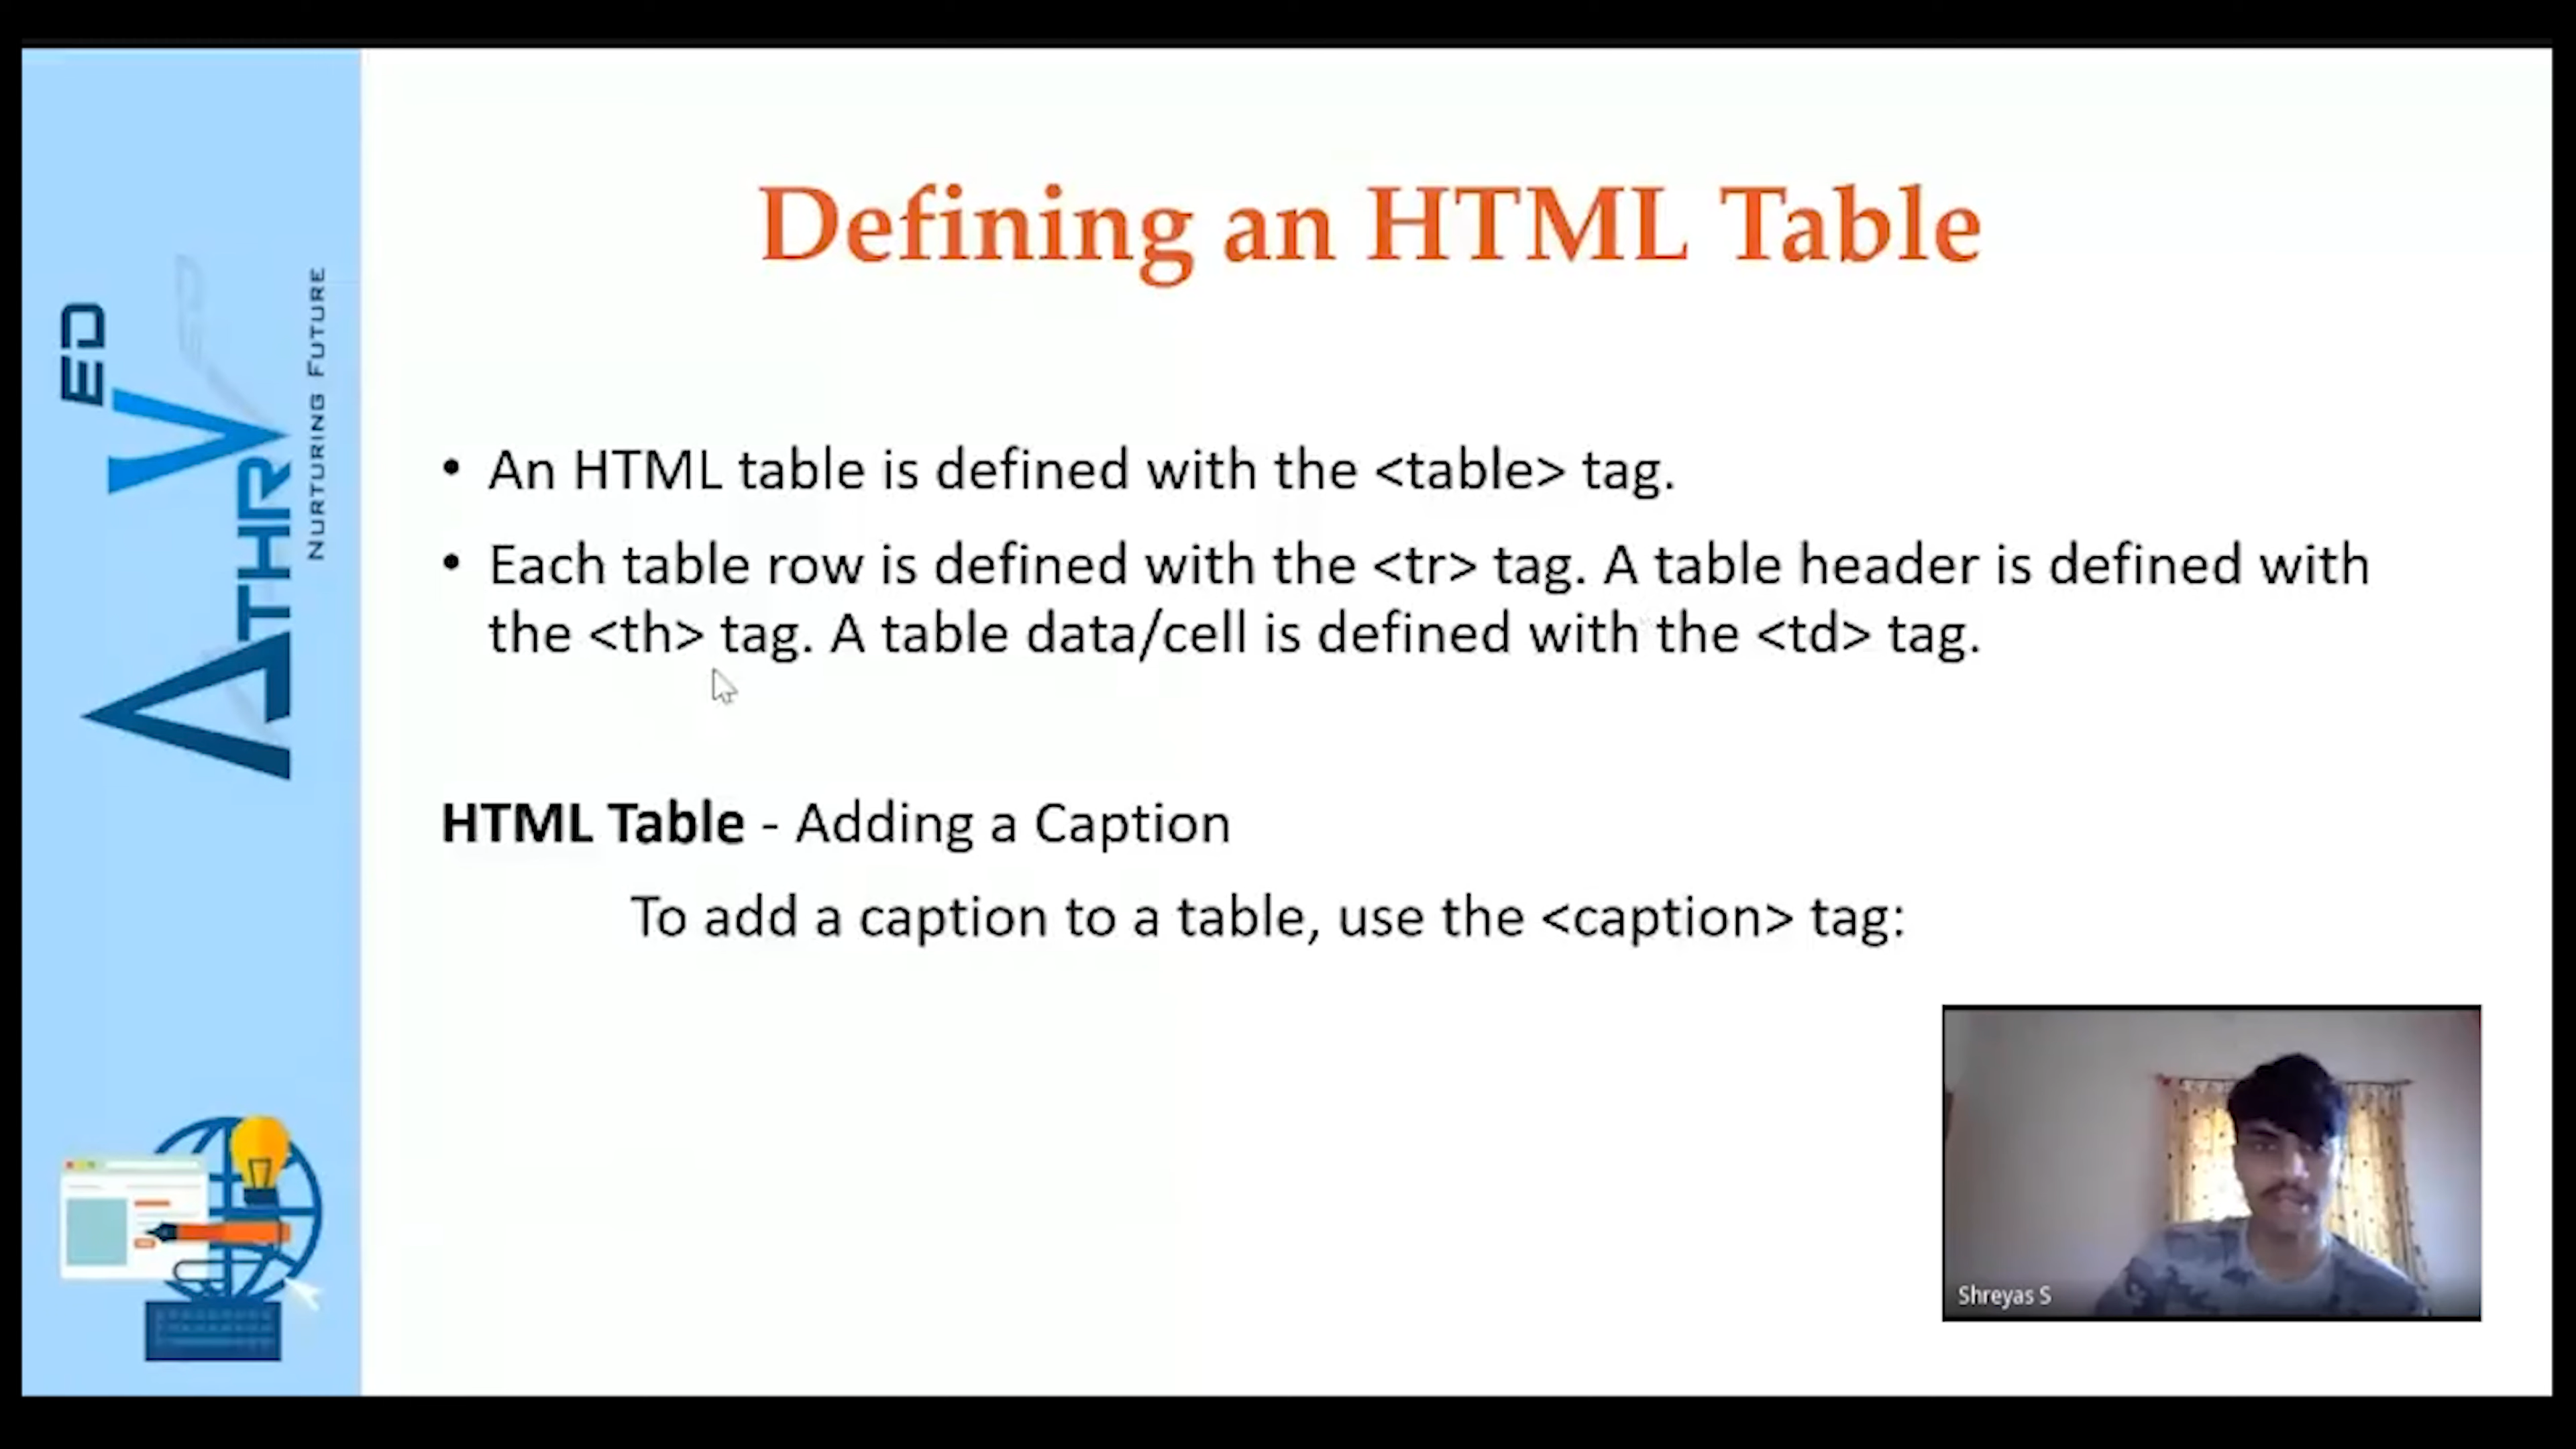 Defining an HTML Table
• An HTML table is defined with the <table> tag.
• Each table row is defined with the <tr> tag. A table header is defined with
the <th> tag. A table data/cell is defined with the <td> tag.
HTML Table - Adding a Caption
To add a caption to a table, use the <caption> tag:
ATHRV ED
NURTURING FUTURE
Shreyas S